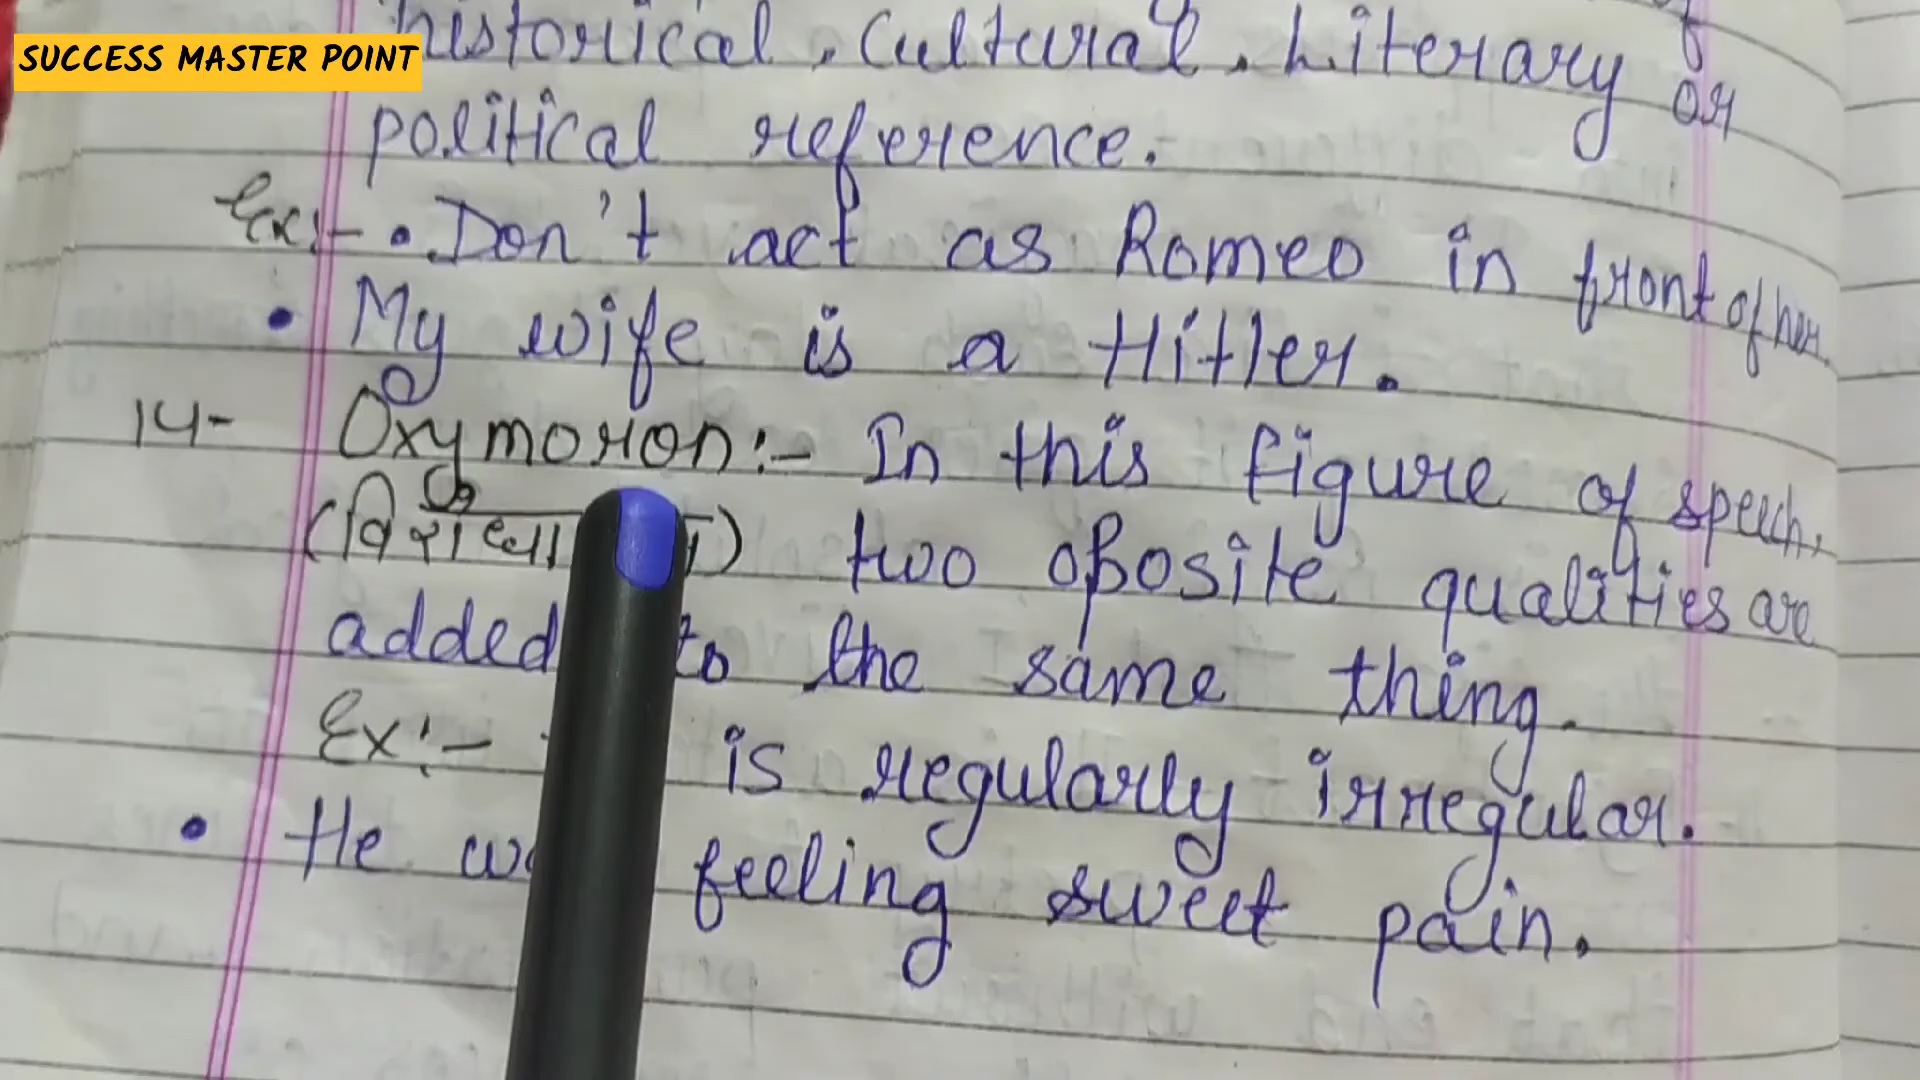 SUCCESS MASTER POINT
historical, Cultural, Literary or
political reference.
Ex:- • Don't act as Romeo in front of her.
• My wife is a Hitler.
14- Oxymoron:- In this figure of speech,
two oposite qualities are
added to the same thing.
Ex:- is regularly irregular.
• He feeling sweet pain.